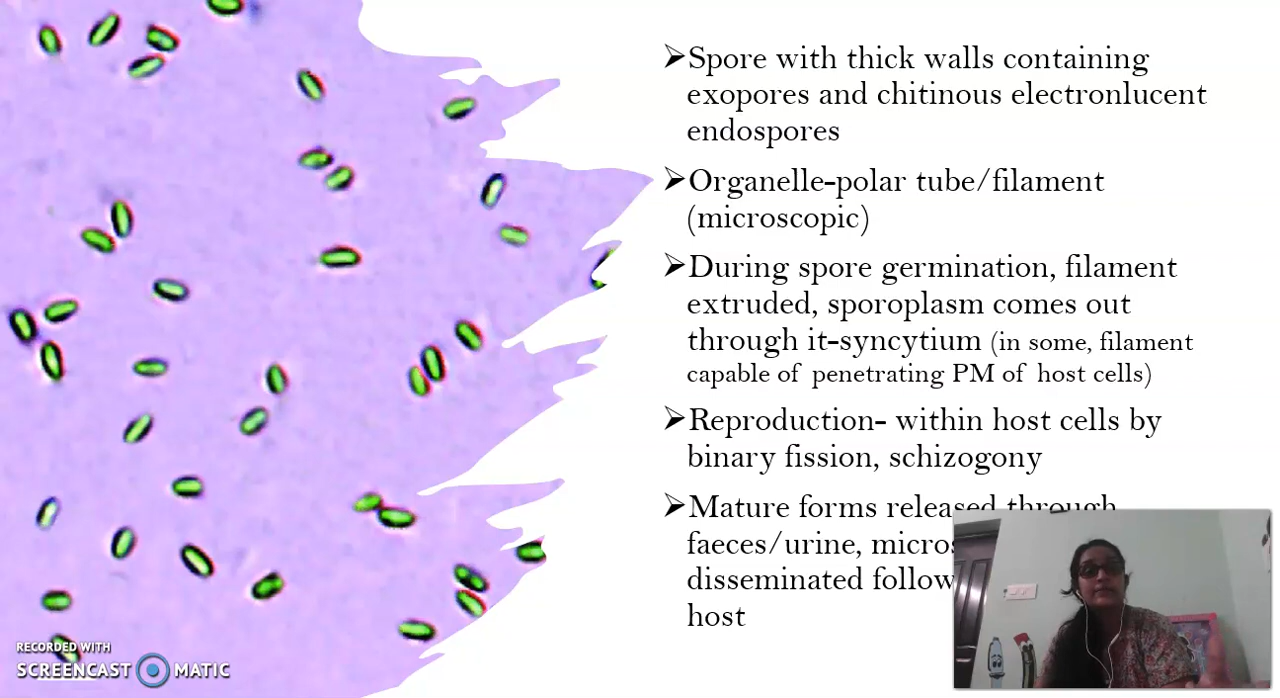 ➢Spore with thick walls containing
exopores and chitinous electronlucent
endospores
➢Organelle-polar tube/filament
(microscopic)
➢During spore germination, filament
extruded, sporoplasm comes out
through it-syncytium (in some, filament
capable of penetrating PM of host cells)
➢Reproduction- within host cells by
binary fission, schizogony
➢Mature forms released through
faeces/urine,
disseminated
host
RECORDED WITH
SCREENCAST MATIC